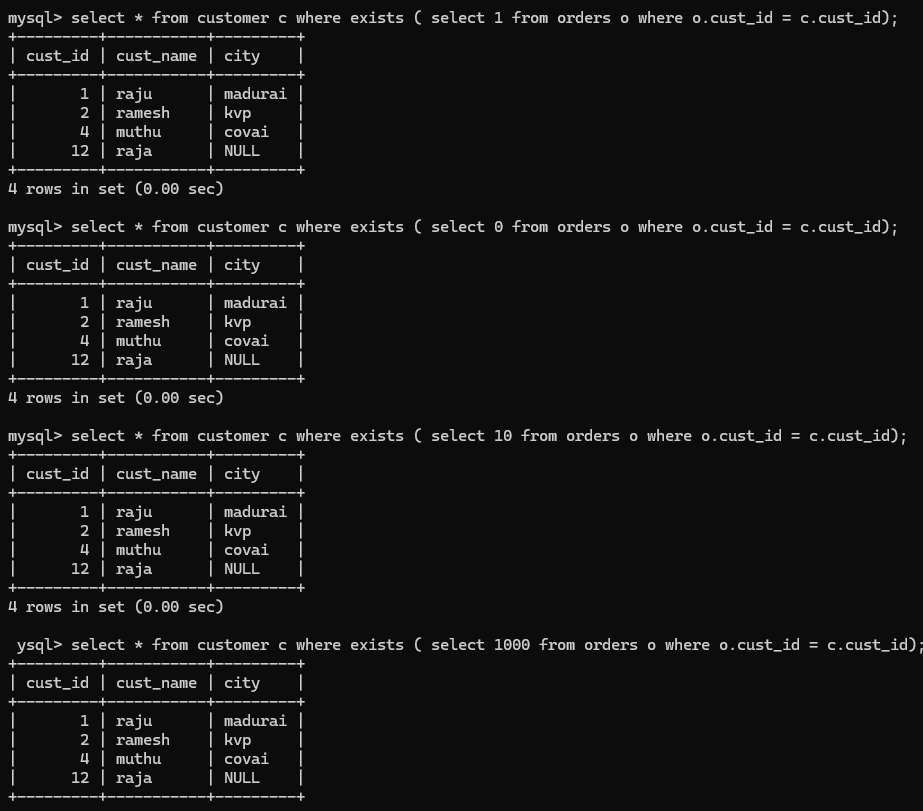 mysql> select * from customer c where exists ( select 1 from orders o where o.cust_id = c.cust_id);
+---------+-----------+---------+
| cust_id | cust_name | city    |
+---------+-----------+---------+
|       1 | raju      | madurai |
|       2 | ramesh    | kvp     |
|       4 | muthu     | covai   |
|      12 | raja      | NULL    |
+---------+-----------+---------+
4 rows in set (0.00 sec)
mysql> select * from customer c where exists ( select 0 from orders o where o.cust_id = c.cust_id);
+---------+-----------+---------+
| cust_id | cust_name | city    |
+---------+-----------+---------+
|       1 | raju      | madurai |
|       2 | ramesh    | kvp     |
|       4 | muthu     | covai   |
|      12 | raja      | NULL    |
+---------+-----------+---------+
4 rows in set (0.00 sec)
mysql> select * from customer c where exists ( select 10 from orders o where o.cust_id = c.cust_id);
+---------+-----------+---------+
| cust_id | cust_name | city    |
+---------+-----------+---------+
|       1 | raju      | madurai |
|       2 | ramesh    | kvp     |
|       4 | muthu     | covai   |
|      12 | raja      | NULL    |
+---------+-----------+---------+
4 rows in set (0.00 sec)
 ysql> select * from customer c where exists ( select 1000 from orders o where o.cust_id = c.cust_id);
+---------+-----------+---------+
| cust_id | cust_name | city    |
+---------+-----------+---------+
|       1 | raju      | madurai |
|       2 | ramesh    | kvp     |
|       4 | muthu     | covai   |
|      12 | raja      | NULL    |
+---------+-----------+---------+